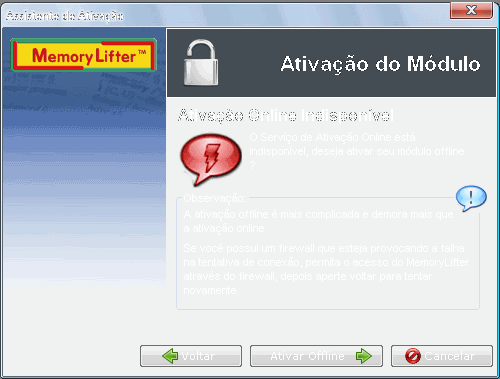 Assistente de Ativação
MemoryLifter™
Ativação do Módulo
Ativação Online Indisponível
O Serviço de Ativação Online está
indisponível, deseja ativar seu módulo offline
?
Observação:
A ativação offline é mais complicada e demora mais que
a ativação online.
Se você possui um firewall que esteja provocando a falha
na tentativa de conexão, permita o acesso do MemoryLifter
através do firewall, depois aperte voltar para tentar
novamente.
Voltar
Ativar Offline
Cancelar